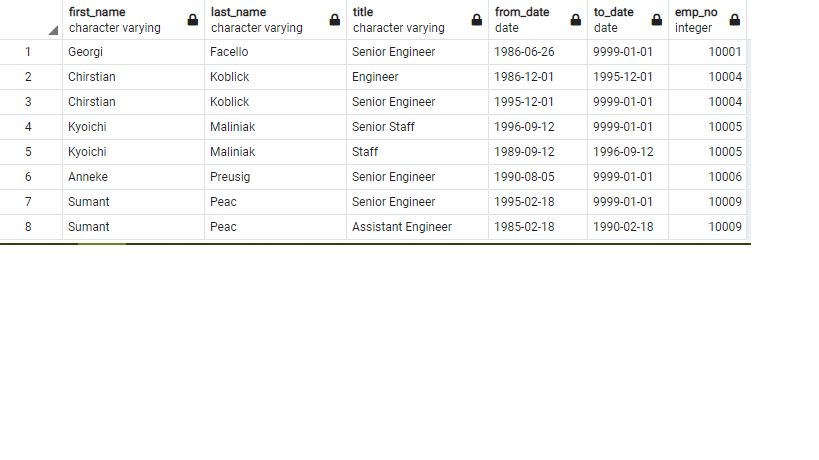 first_name last_name title from_date to_date emp_no
character varying character varying character varying date date integer
1 Georgi Facello Senior Engineer 1986-06-26 9999-01-01 10001
2 Chirstian Koblick Engineer 1986-12-01 1995-12-01 10004
3 Chirstian Koblick Senior Engineer 1995-12-01 9999-01-01 10004
4 Kyoichi Maliniak Senior Staff 1996-09-12 9999-01-01 10005
5 Kyoichi Maliniak Staff 1989-09-12 1996-09-12 10005
6 Anneke Preusig Senior Engineer 1990-08-05 9999-01-01 10006
7 Sumant Peac Senior Engineer 1995-02-18 9999-01-01 10009
8 Sumant Peac Assistant Engineer 1985-02-18 1990-02-18 10009